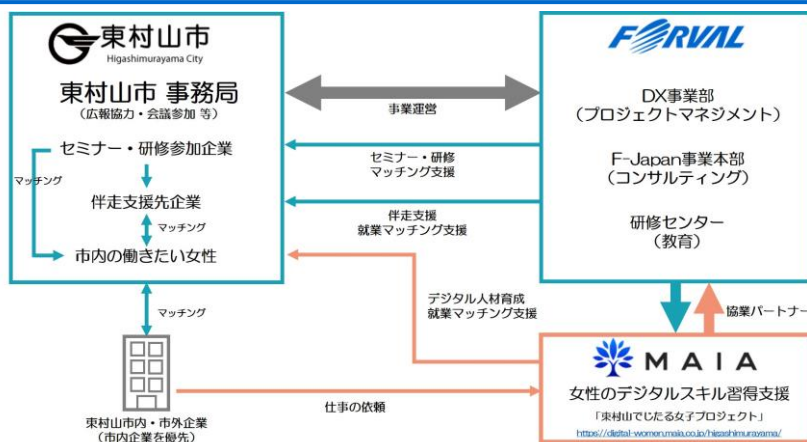 東村山市
Higashimurayama City
東村山市 事務局
(広報協力・会議参加 等)
セミナー・研修参加企業
マッチング
伴走支援先企業
マッチング
市内の働きたい女性
事業運営
セミナー・研修
マッチング支援
伴走支援
就業マッチング支援
デジタル人材育成
就業マッチング支援
FORVAL
DX事業部
(プロジェクトマネジメント)
F-Japan事業本部
(コンサルティング)
研修センター
(教育)
協業パートナー
マッチング
東村山市内・市外企業
(市内企業を優先)
仕事の依頼
MAIA
女性のデジタルスキル習得支援
「東村山でじたる女子プロジェクト」
https://digital-women.maia.co.jp/higashimurayama/